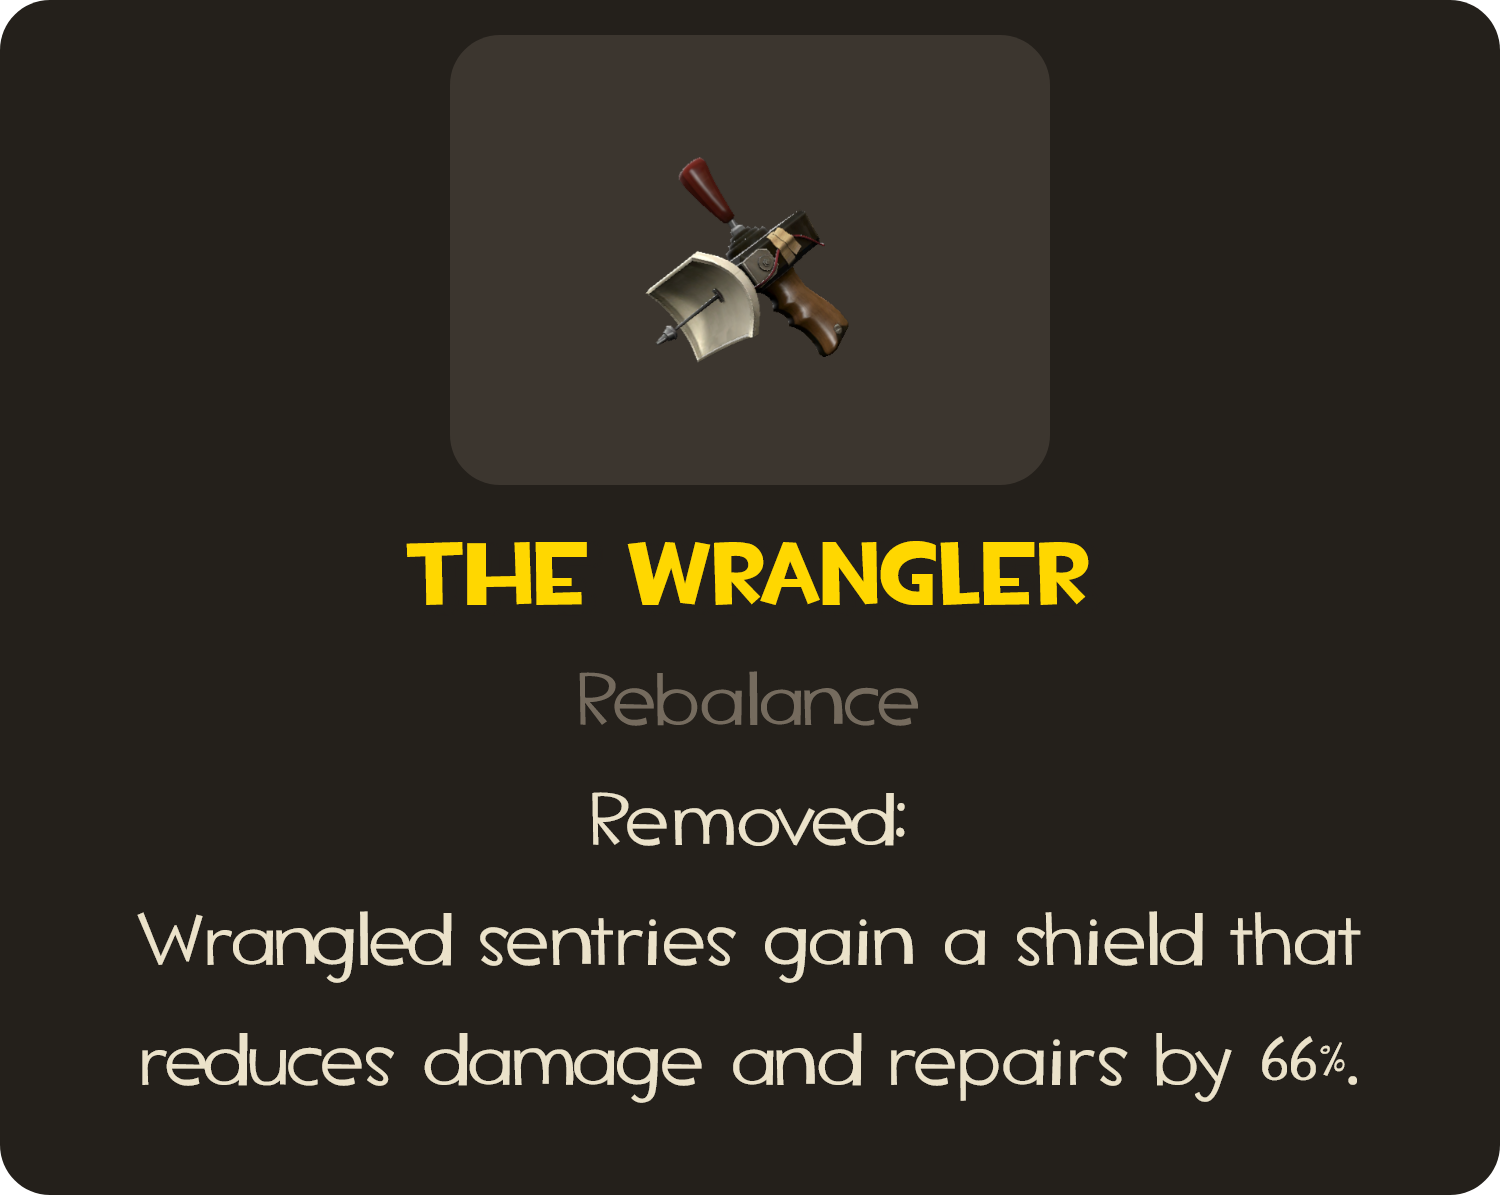 THE WRANGLER
Rebalance
Removed:
Wrangled sentries gain a shield that
reduces damage and repairs by 66%.